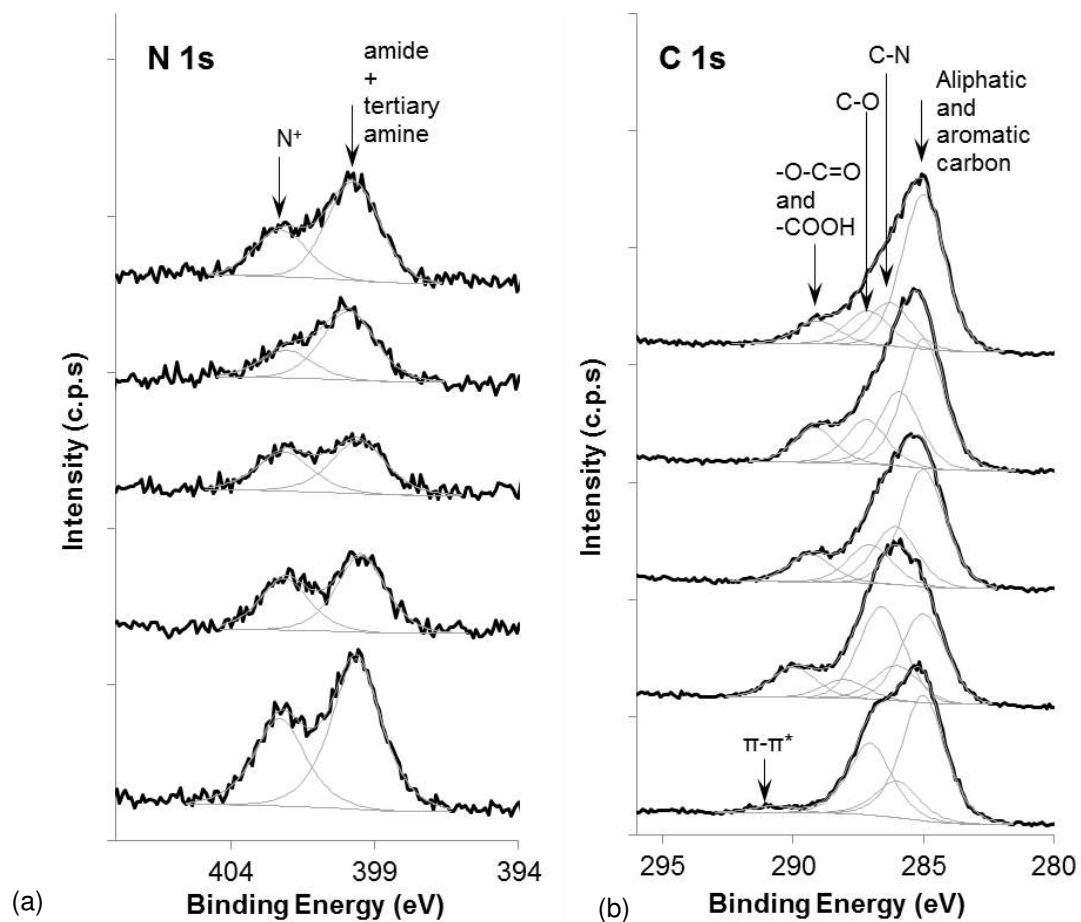 N 1s
amide
+
tertiary
amine
N⁺
Intensity (c.p.s)
404
399
394
Binding Energy (eV)
(a)
C 1s
C-N
C-O
Aliphatic
and
aromatic
carbon
-O-C=O
and
-COOH
π-π*
Intensity (c.p.s)
295
290
285
280
Binding Energy (eV)
(b)